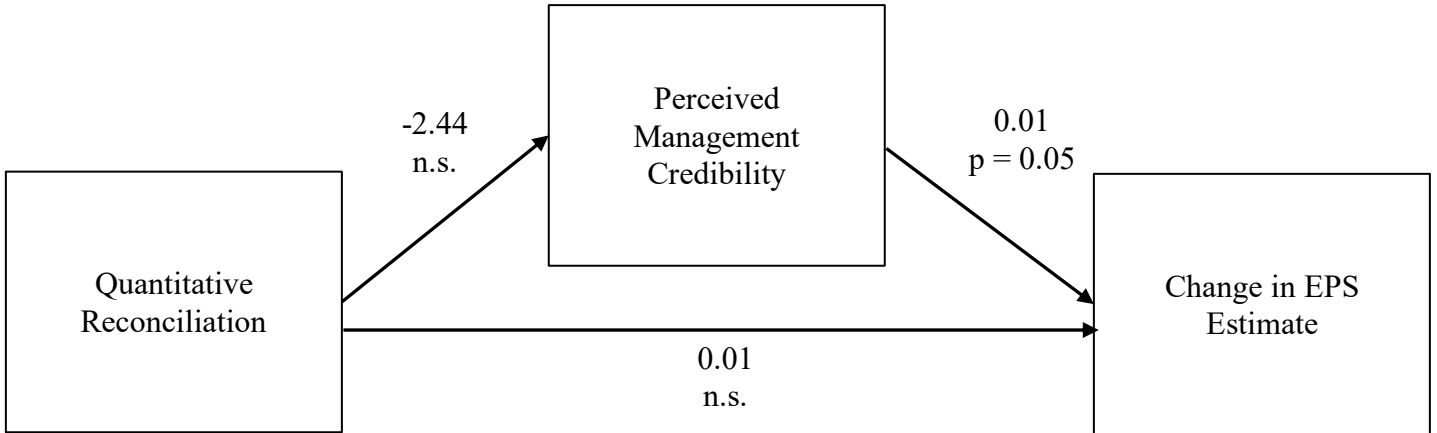 Perceived
Management
Credibility
-2.44
n.s.
0.01
p = 0.05
Quantitative
Reconciliation
Change in EPS
Estimate
0.01
n.s.